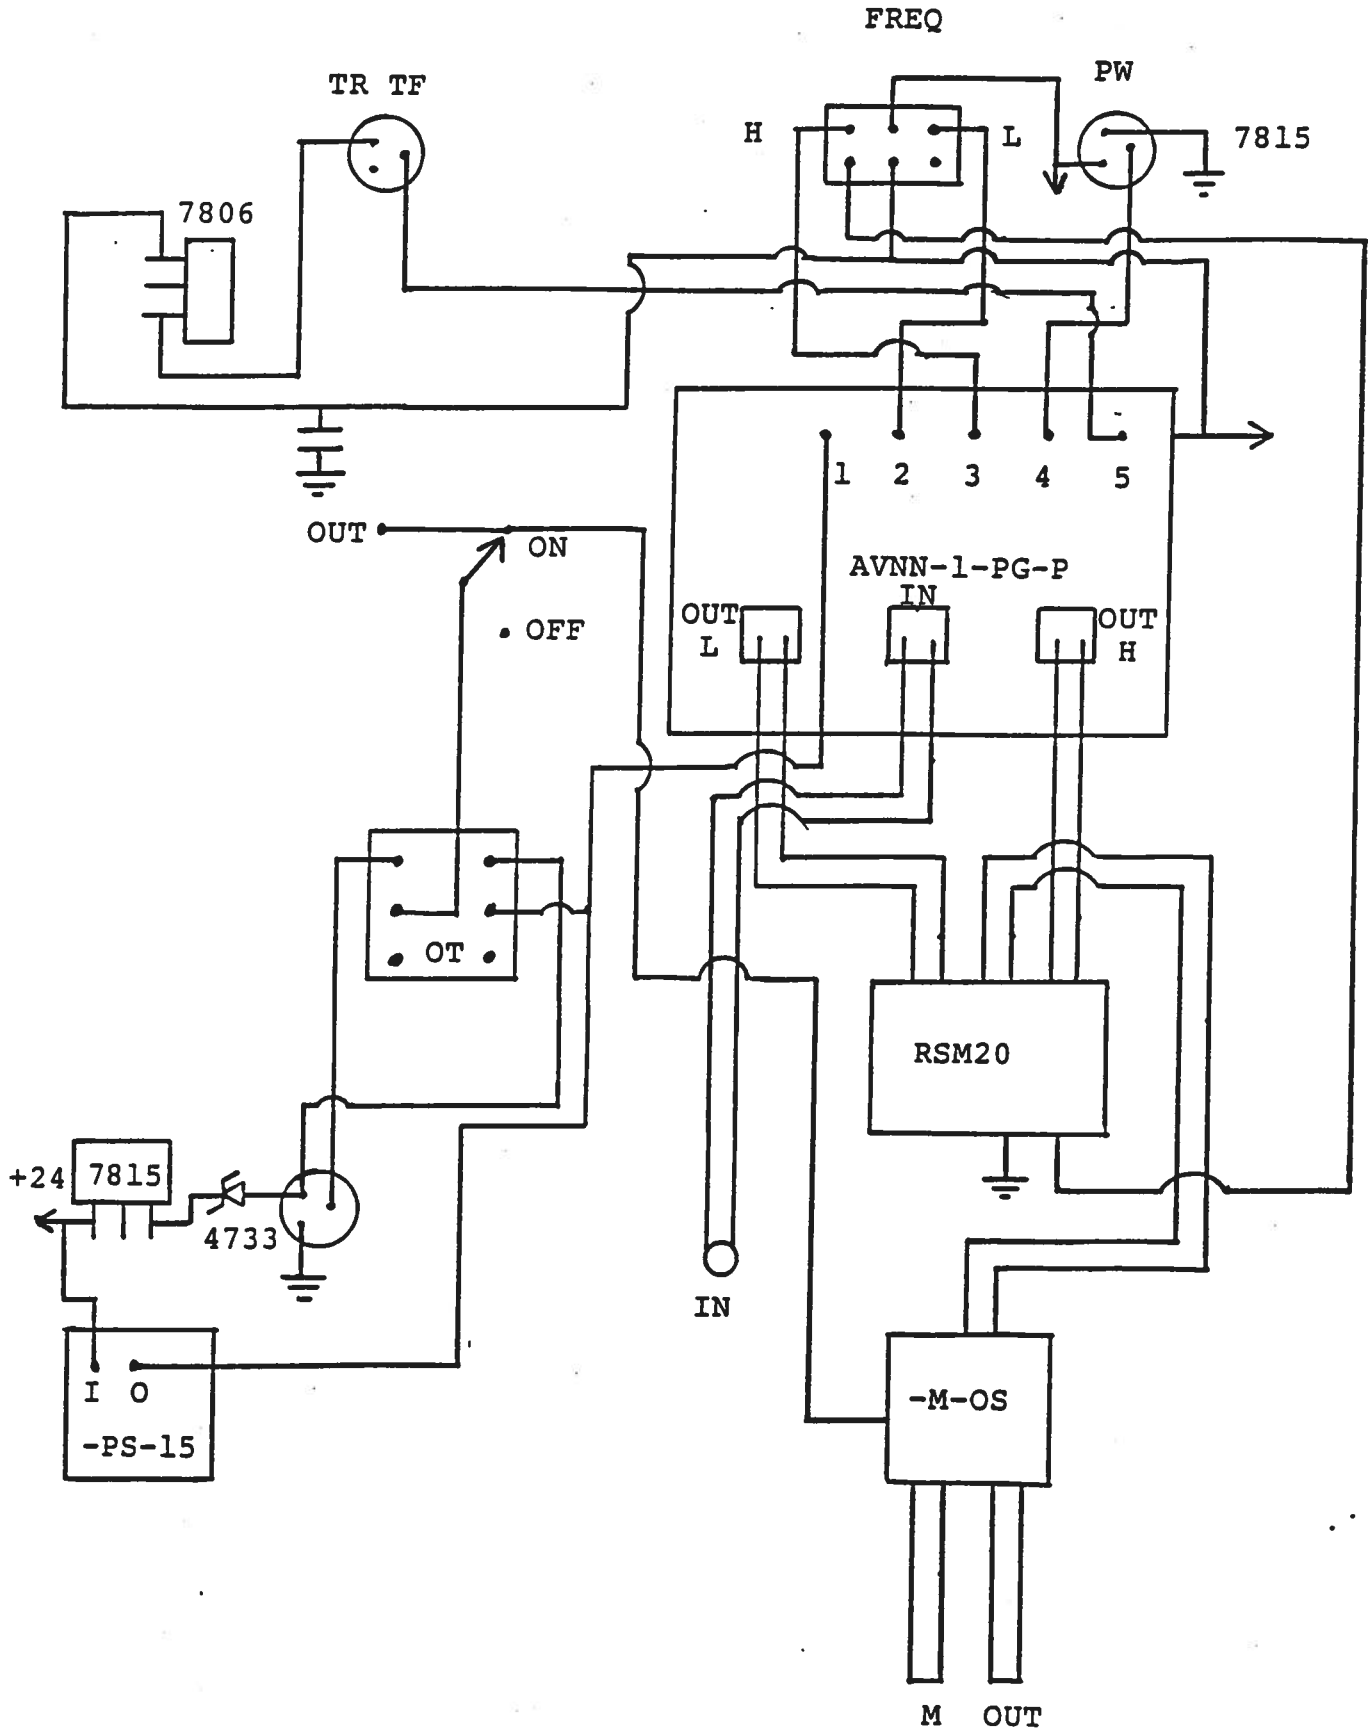 FREQ
TR TF
PW
H
L
7815
7806
1 2 3 4 5
OUT
ON
AVNN-1-PG-P
IN
OUT
L
OUT
H
OFF
OT
RSM20
+24
7815
4733
IN
I O
-PS-15
-M-OS
M OUT